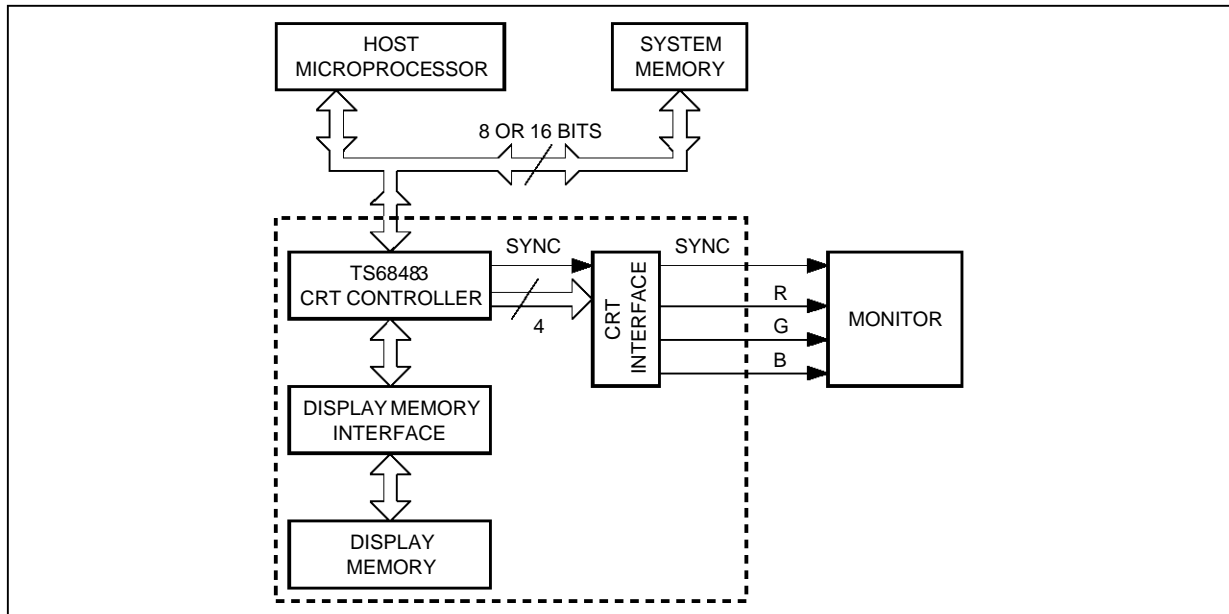 HOST
MICROPROCESSOR
SYSTEM
MEMORY
8 OR 16 BITS
TS68483
CRT CONTROLLER
SYNC
4
CRT
INTERFACE
SYNC
R
G
B
MONITOR
DISPLAY MEMORY
INTERFACE
DISPLAY
MEMORY